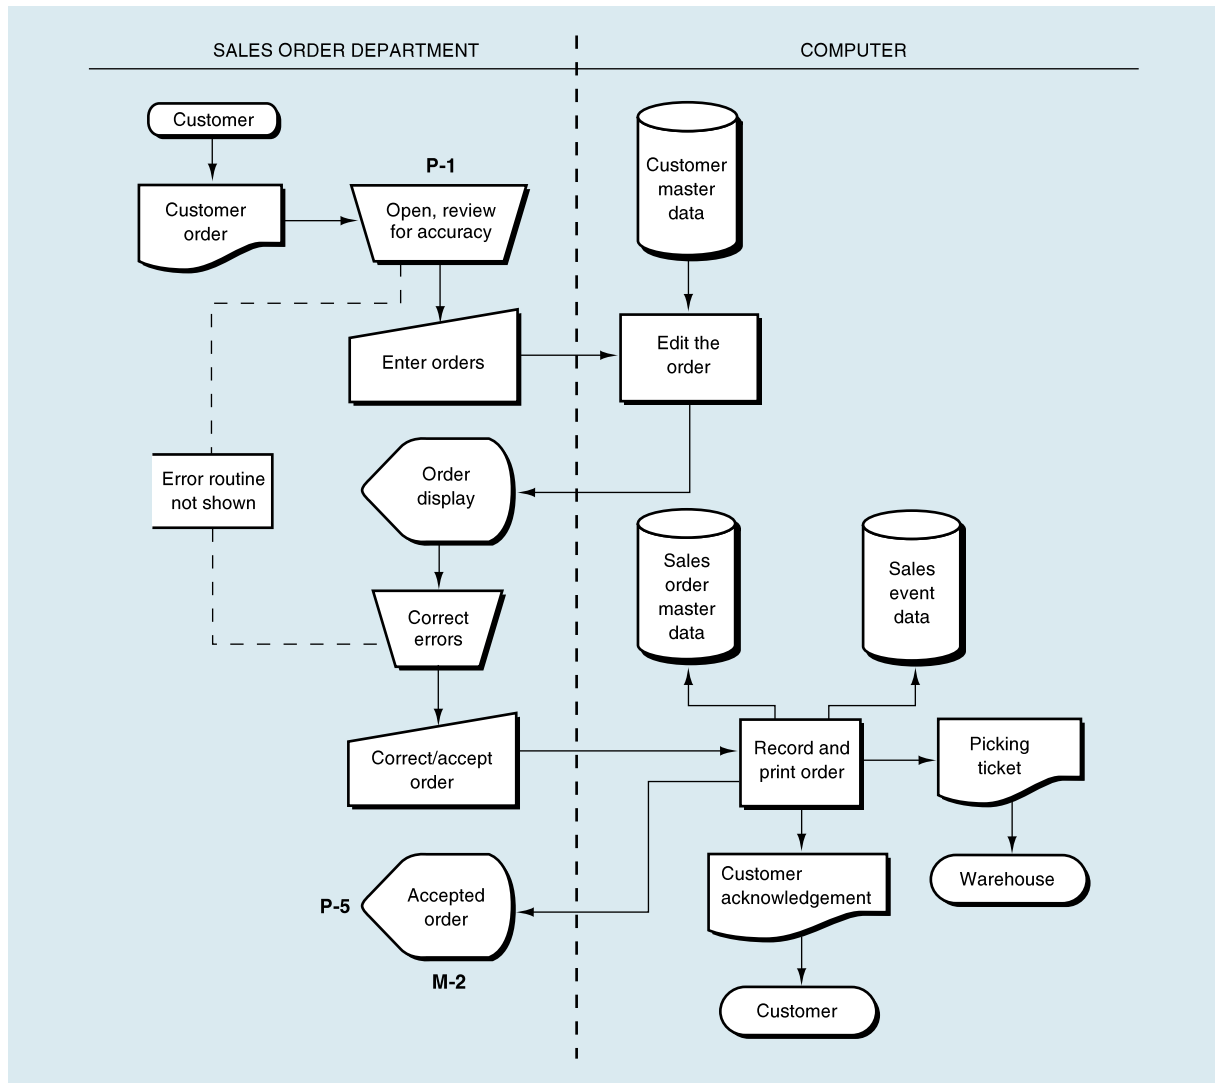 SALES ORDER DEPARTMENT
COMPUTER
Customer
Customer
order
P-1
Open, review
for accuracy
Customer
master
data
Enter orders
Edit the
order
Error routine
not shown
Order
display
Correct
errors
Sales
order
master
data
Sales
event
data
Correct/accept
order
Record and
print order
Picking
ticket
Warehouse
Customer
acknowledgement
Customer
P-5
Accepted
order
M-2